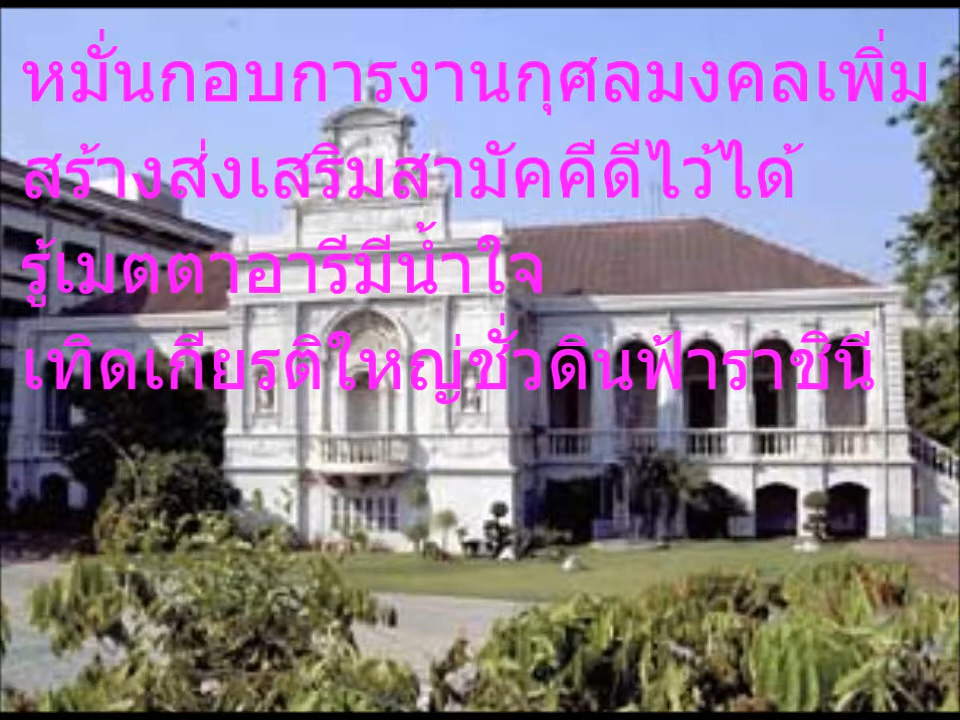 หมั่นกอบการงานกุศลมงคลเพิ่ม
สร้างส่งเสริมสามัคคีดีไว้ได้
รู้เมตตาอารีมีน้ำใจ
เทิดเกียรติใหญ่ชั่วดินฟ้าราชินี